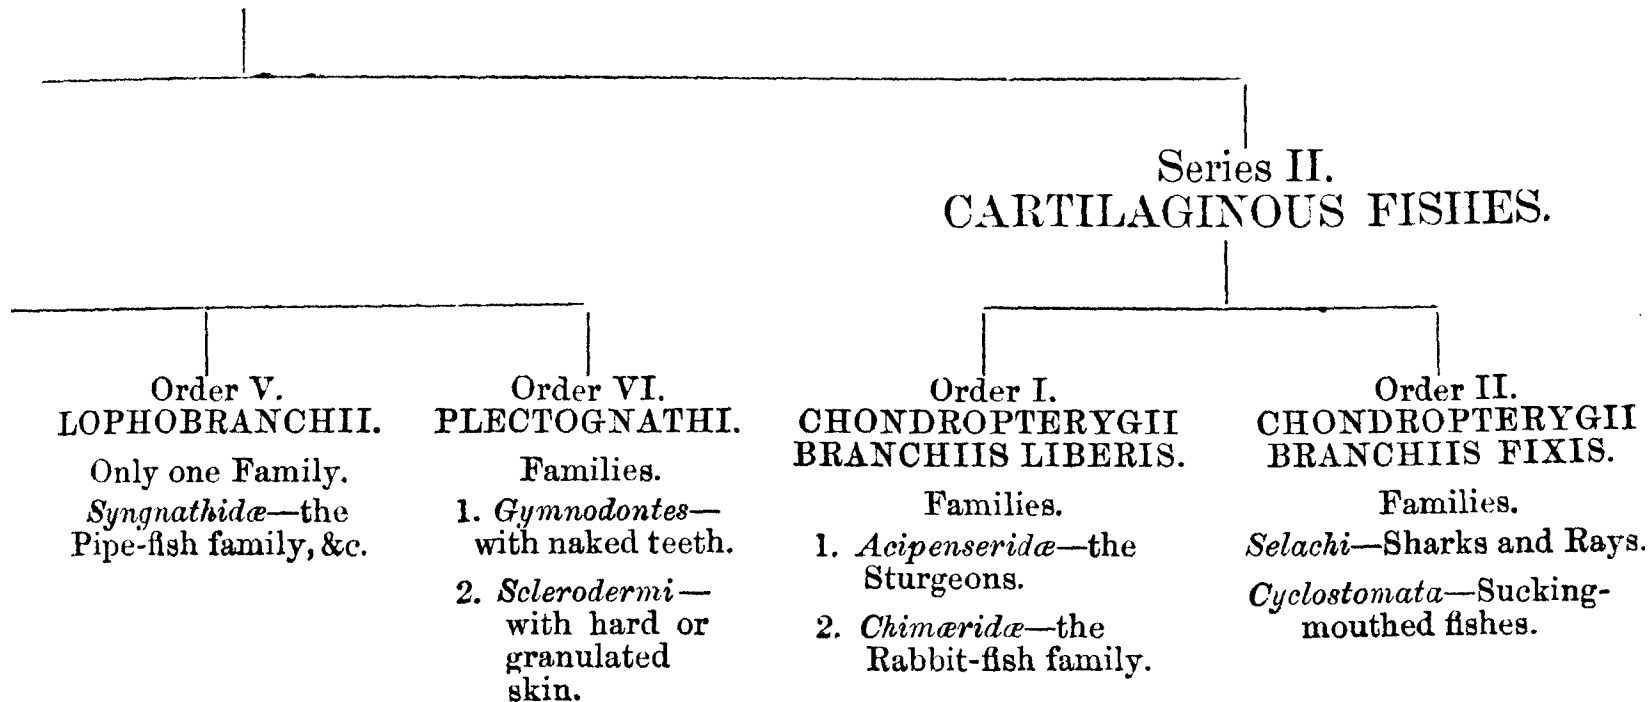 Series II.
CARTILAGINOUS FISHES.
Order V.
LOPHOBRANCHII.
Only one Family.
Syngnathidæ—the
Pipe-fish family, &c.
Order VI.
PLECTOGNATHI.
Families.
1. Gymnodontes—
with naked teeth.
2. Sclerodermi—
with hard or
granulated
skin.
Order I.
CHONDROPTERYGII
BRANCHIIS LIBERIS.
Families.
1. Acipenseridæ—the
Sturgeons.
2. Chimæridæ—the
Rabbit-fish family.
Order II.
CHONDROPTERYGII
BRANCHIIS FIXIS.
Families.
Selachi—Sharks and Rays.
Cyclostomata—Sucking-
mouthed fishes.